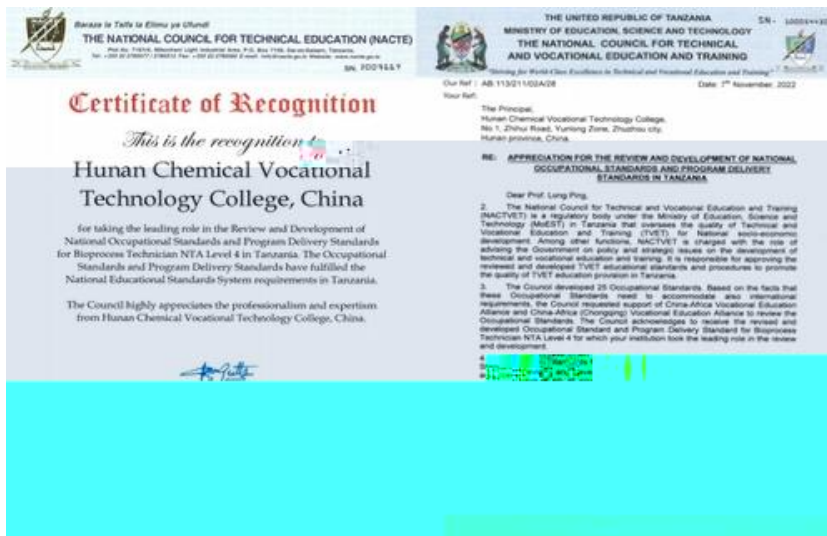 Baraza la Taifa la Elimu ya Ufundi
THE NATIONAL COUNCIL FOR TECHNICAL EDUCATION (NACTE)
Certificate of Recognition
This is the recognition to
Hunan Chemical Vocational
Technology College, China
for taking the leading role in the Review and Development of
National Occupational Standards and Program Delivery Standards
for Bioprocess Technician NTA Level 4 in Tanzania. The Occupational
Standards and Program Delivery Standards have fulfilled the
National Educational Standards System requirements in Tanzania.
The Council highly appreciates the professionalism and expertism
from Hunan Chemical Vocational Technology College, China.
THE UNITED REPUBLIC OF TANZANIA
MINISTRY OF EDUCATION, SCIENCE AND TECHNOLOGY
THE NATIONAL COUNCIL FOR TECHNICAL
AND VOCATIONAL EDUCATION AND TRAINING
"Striving for World-Class Excellence in Technical and Vocational Education and Training"
Our Ref : AB.113/211/02A/28
Date: 7th November, 2022
Your Ref:
The Principal,
Hunan Chemical Vocational Technology College,
No 1, Zhihui Road, Yunlong Zone, Zhuzhou city,
Hunan province, China.
RE: APPRECIATION FOR THE REVIEW AND DEVELOPMENT OF NATIONAL
OCCUPATIONAL STANDARDS AND PROGRAM DELIVERY
STANDARDS IN TANZANIA
Dear Prof. Long Ping,
2. The National Council for Technical and Vocational Education and Training
(NACTVET) is a regulatory body under the Ministry of Education, Science and
Technology (MoEST) in Tanzania that oversees the quality of Technical and
Vocational Education and Training (TVET) for National socio-economic
development. Among other functions, NACTVET is charged with the role of
advising the Government on policy and strategic issues on the development of
technical and vocational education and training. It is responsible for approving the
reviewed and developed TVET educational standards and procedures to promote
the quality of TVET education provision in Tanzania.
3. The Council developed 25 Occupational Standards. Based on the facts that
these Occupational Standards need to accommodate also international
requirements, the Council requested support of China-Africa Vocational Education
Alliance and China-Africa (Chongqing) Vocational Education Alliance to review the
Occupational Standards. The Council acknowledges to receive the revised and
developed Occupational Standard and Program Delivery Standard for Bioprocess
Technician NTA Level 4 for which your institution took the leading role in the review
and development.